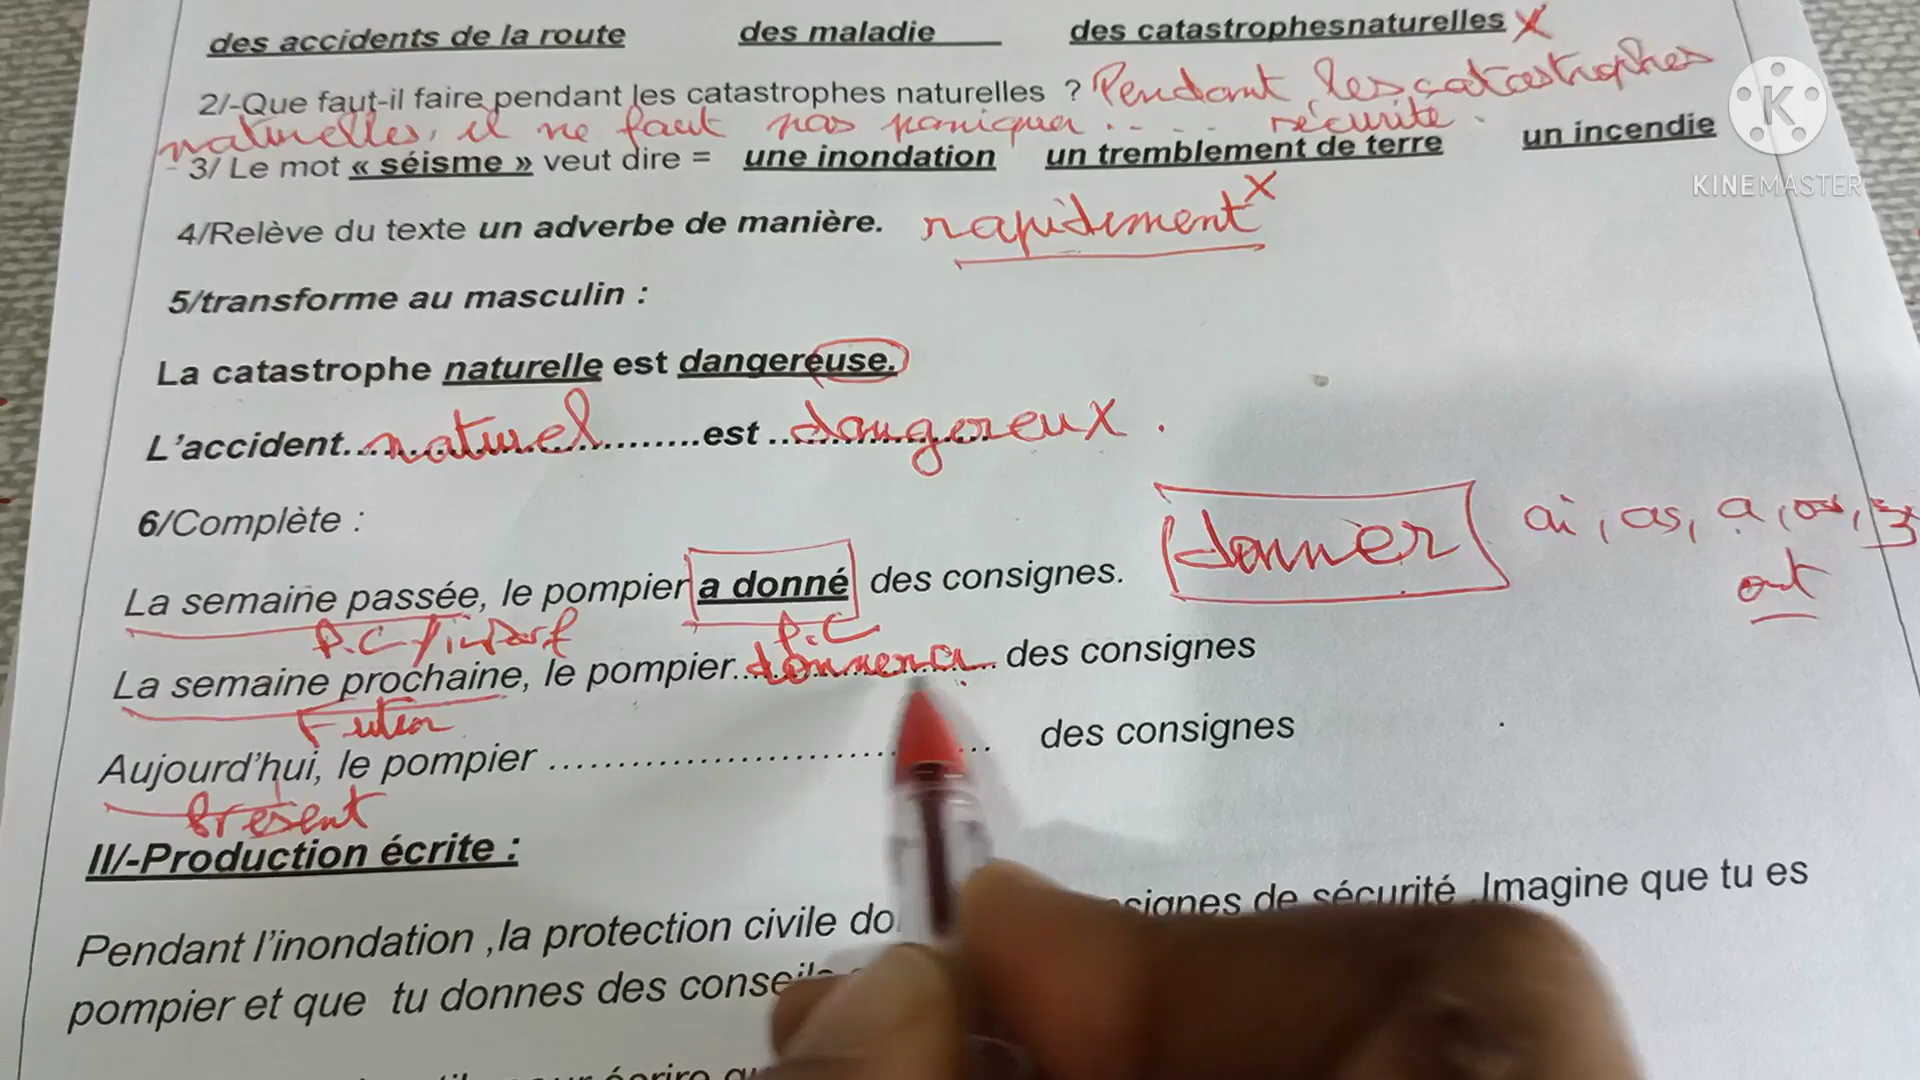 des accidents de la route des maladie des catastrophesnaturelles X
2/-Que faut-il faire pendant les catastrophes naturelles ? Pendant les catastrophes
naturelles, il ne faut pas paniquer . . . . . sécurité.
3/ Le mot « séisme » veut dire = une inondation un tremblement de terre un incendie
KINEMASTER
X
4/Relève du texte un adverbe de manière. rapidement
5/transforme au masculin :
La catastrophe naturelle est dangereuse.
L'accident...naturel........est...dangereux.
6/Complète :
donner ai, as, a, ons, ez
ont
La semaine passée, le pompier a donné des consignes.
P.C / imparf P.C
La semaine prochaine, le pompier..donnera.. des consignes
Futur
Aujourd'hui, le pompier ................................ des consignes
Présent
II/-Production écrite :
Pendant l'inondation ,la protection civile do signes de sécurité .Imagine que tu es
pompier et que tu donnes des conseils
écrire